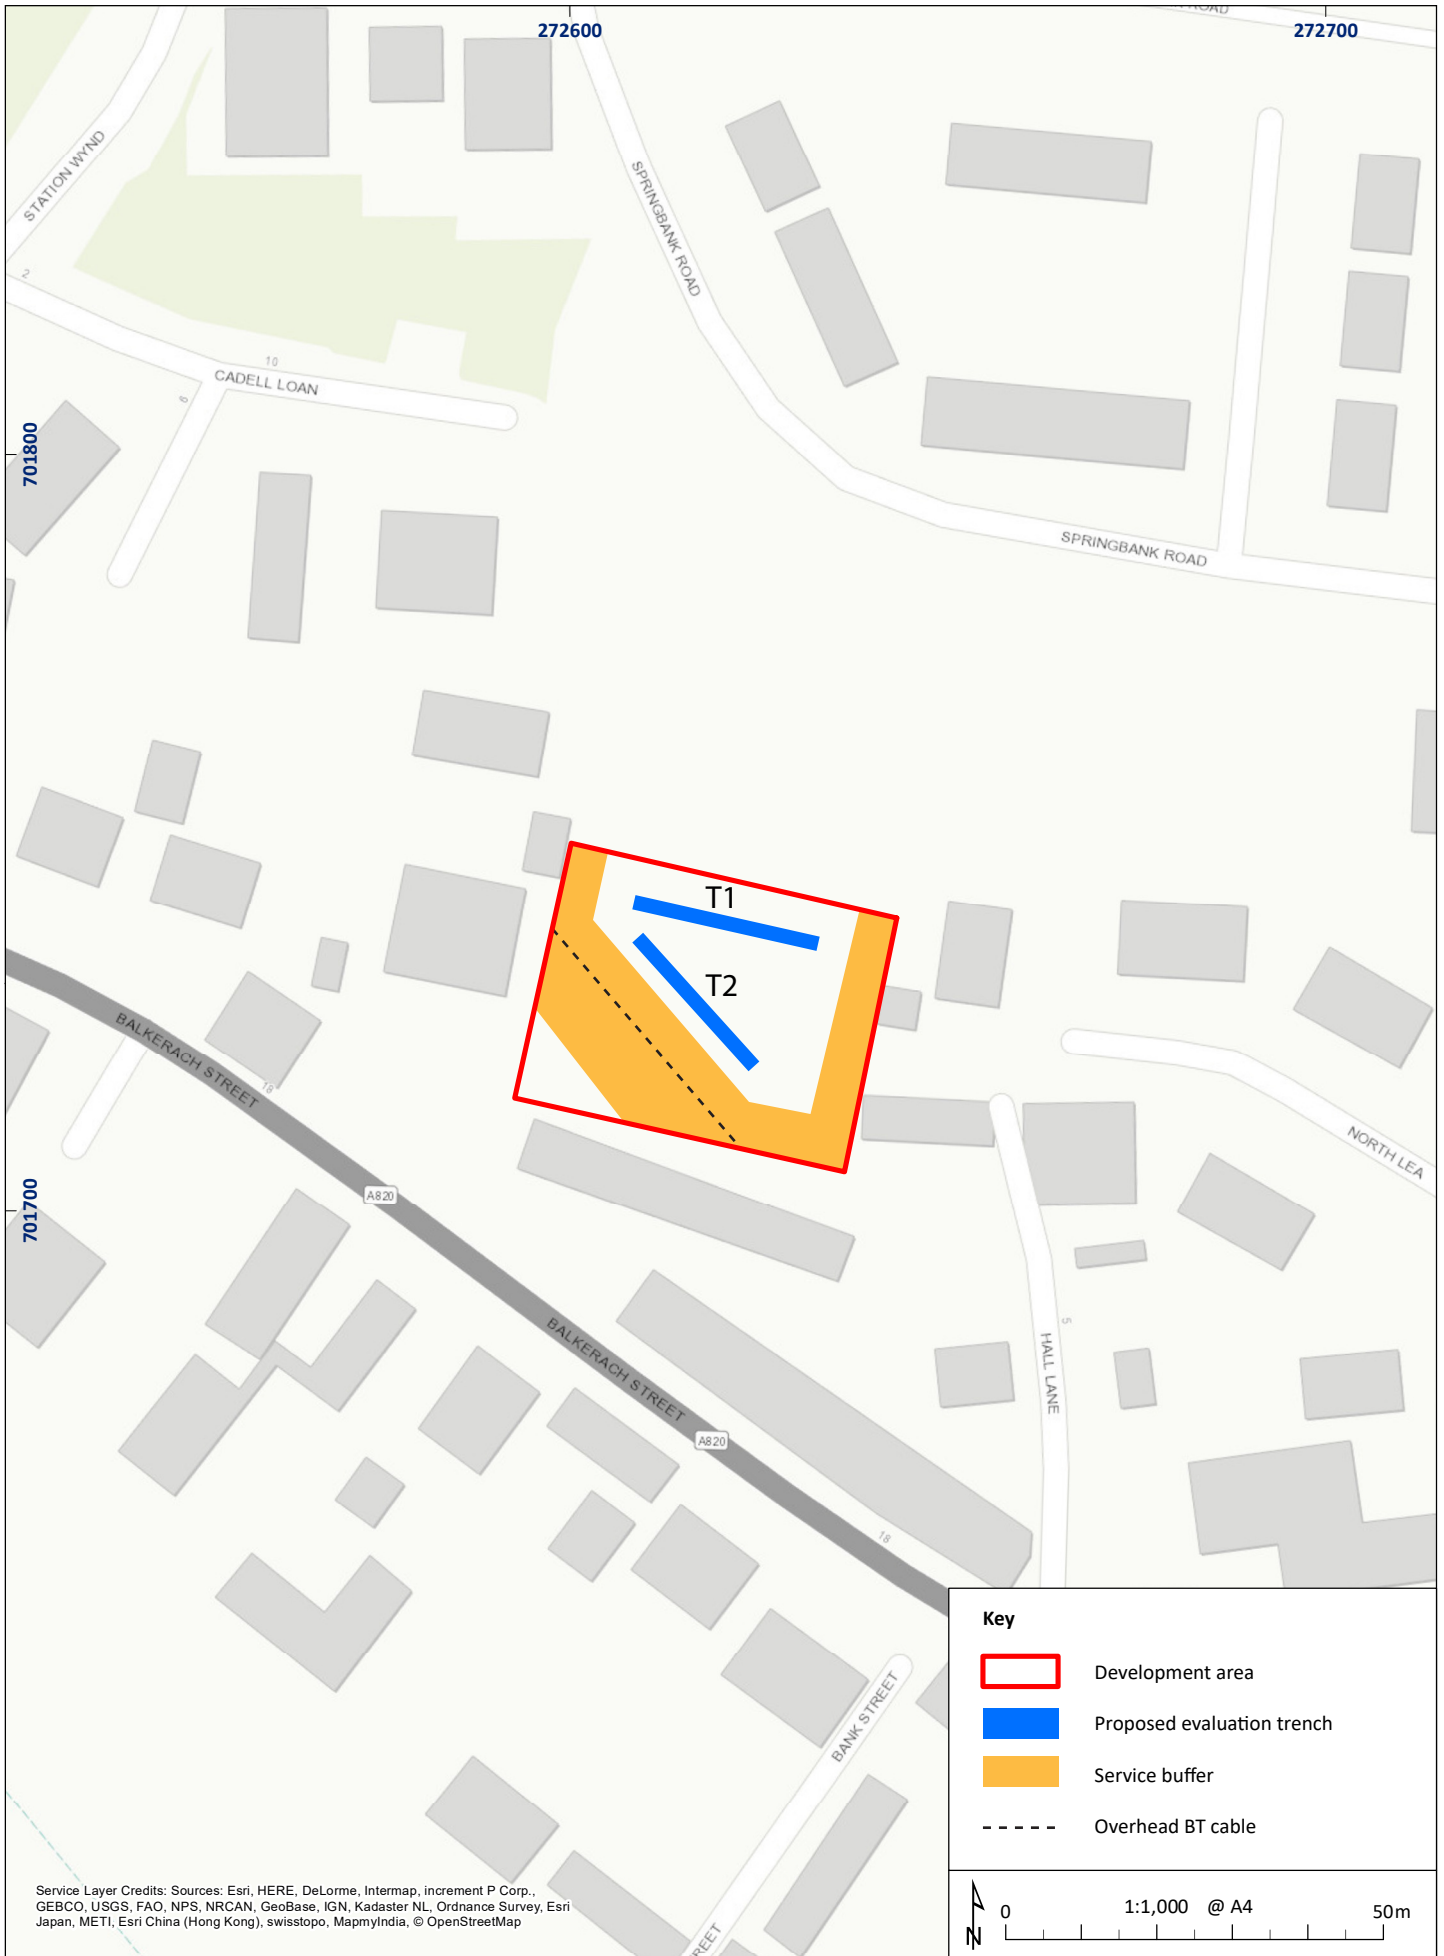 272600
272700
ROAD
STATION WYND
SPRINGBANK ROAD
2
10
CADELL LOAN
6
701800
SPRINGBANK ROAD
T1
T2
BALKERACH STREET
18
NORTH LEA
A820
701700
5
HALL LANE
BALKERACH STREET
A820
18
BANK STREET
Key
Development area
Proposed evaluation trench
Service buffer
Overhead BT cable
Service Layer Credits: Sources: Esri, HERE, DeLorme, Intermap, increment P Corp.,
GEBCO, USGS, FAO, NPS, NRCAN, GeoBase, IGN, Kadaster NL, Ordnance Survey, Esri
Japan, METI, Esri China (Hong Kong), swisstopo, MapmyIndia, © OpenStreetMap
N
0
1:1,000 @ A4
50m